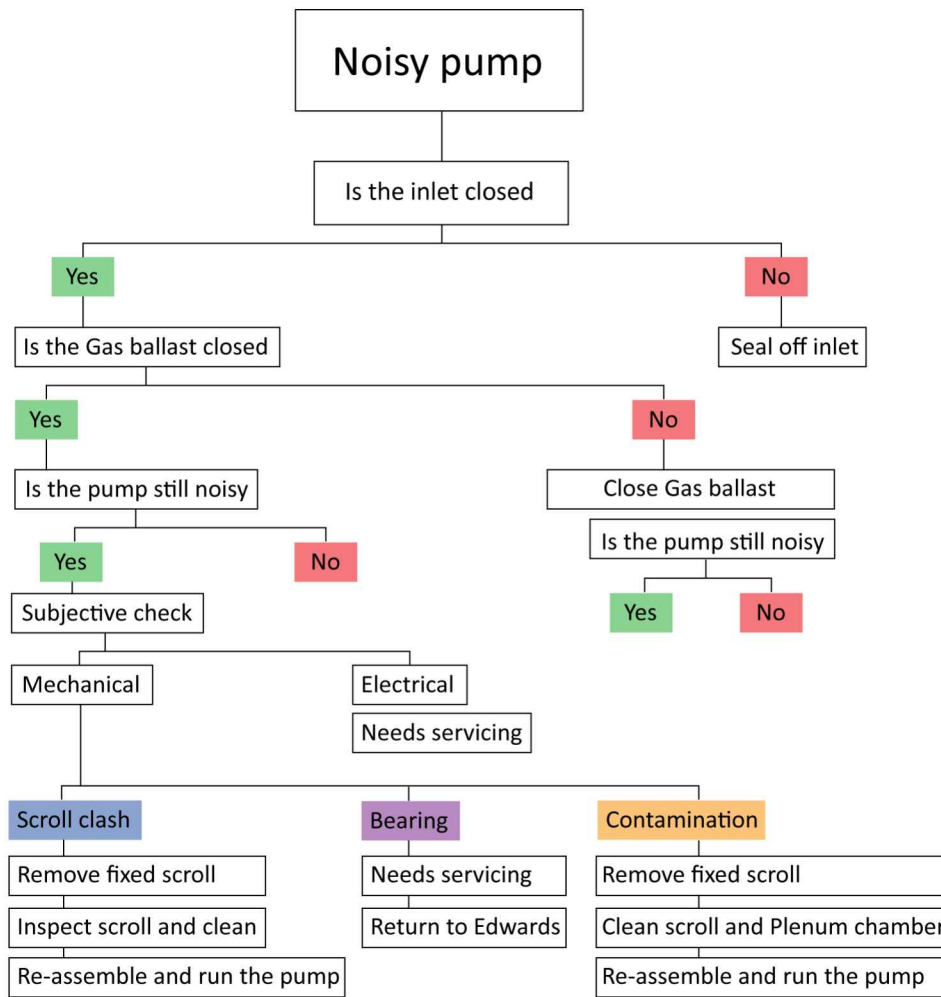 Noisy pump
Is the inlet closed
Yes
No
Is the Gas ballast closed
Seal off inlet
Yes
No
Is the pump still noisy
Close Gas ballast
Is the pump still noisy
Yes
No
Yes
No
Subjective check
Mechanical
Electrical
Needs servicing
Scroll clash
Bearing
Contamination
Remove fixed scroll
Needs servicing
Remove fixed scroll
Inspect scroll and clean
Return to Edwards
Clean scroll and Plenum chamber
Re-assemble and run the pump
Re-assemble and run the pump